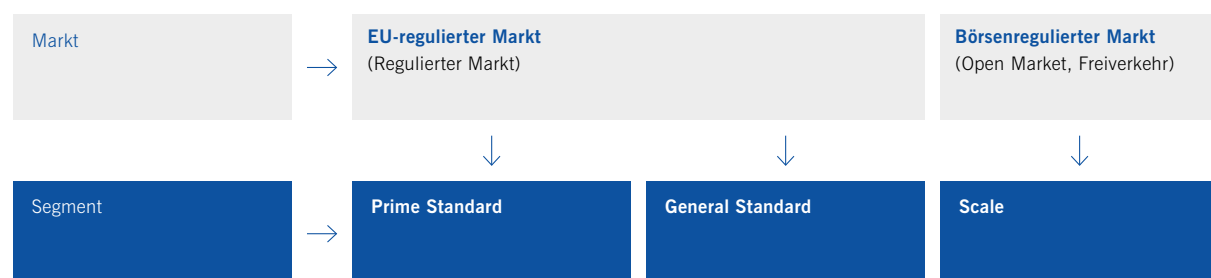 Markt
EU-regulierter Markt
(Regulierter Markt)
Börsenregulierter Markt
(Open Market, Freiverkehr)
Segment
Prime Standard
General Standard
Scale